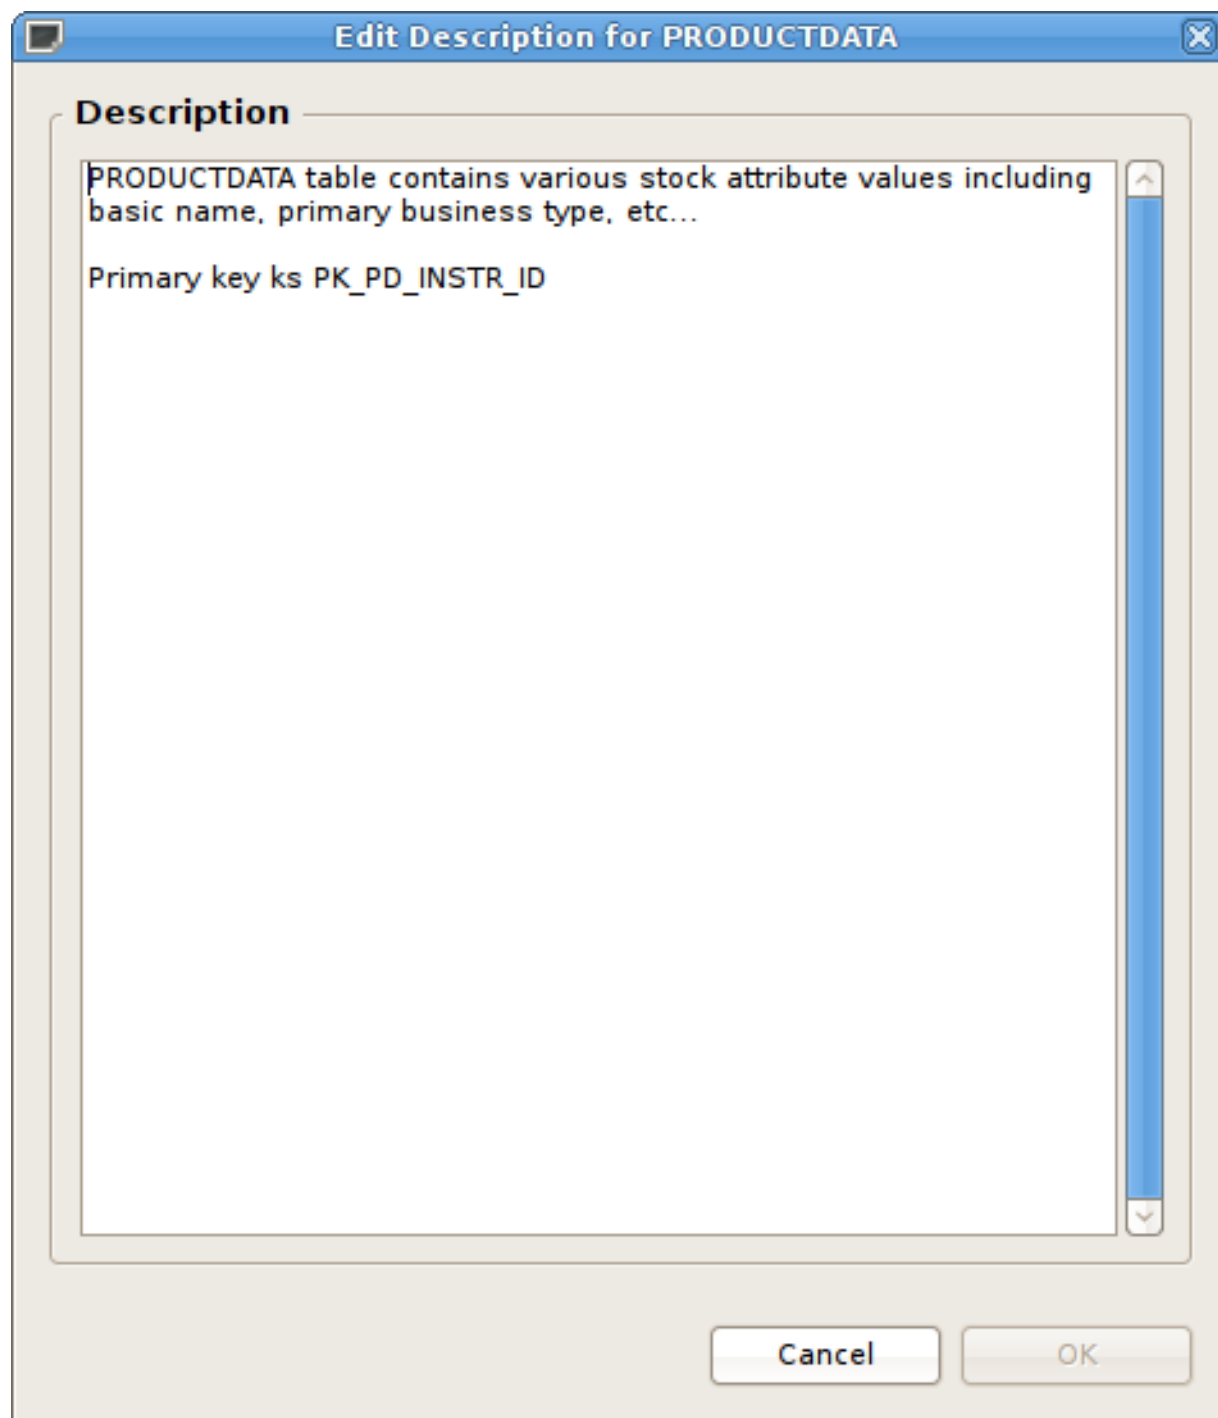 Edit Description for PRODUCTDATA
Description
PRODUCTDATA table contains various stock attribute values including
basic name, primary business type, etc...
Primary key ks PK_PD_INSTR_ID
Cancel
OK